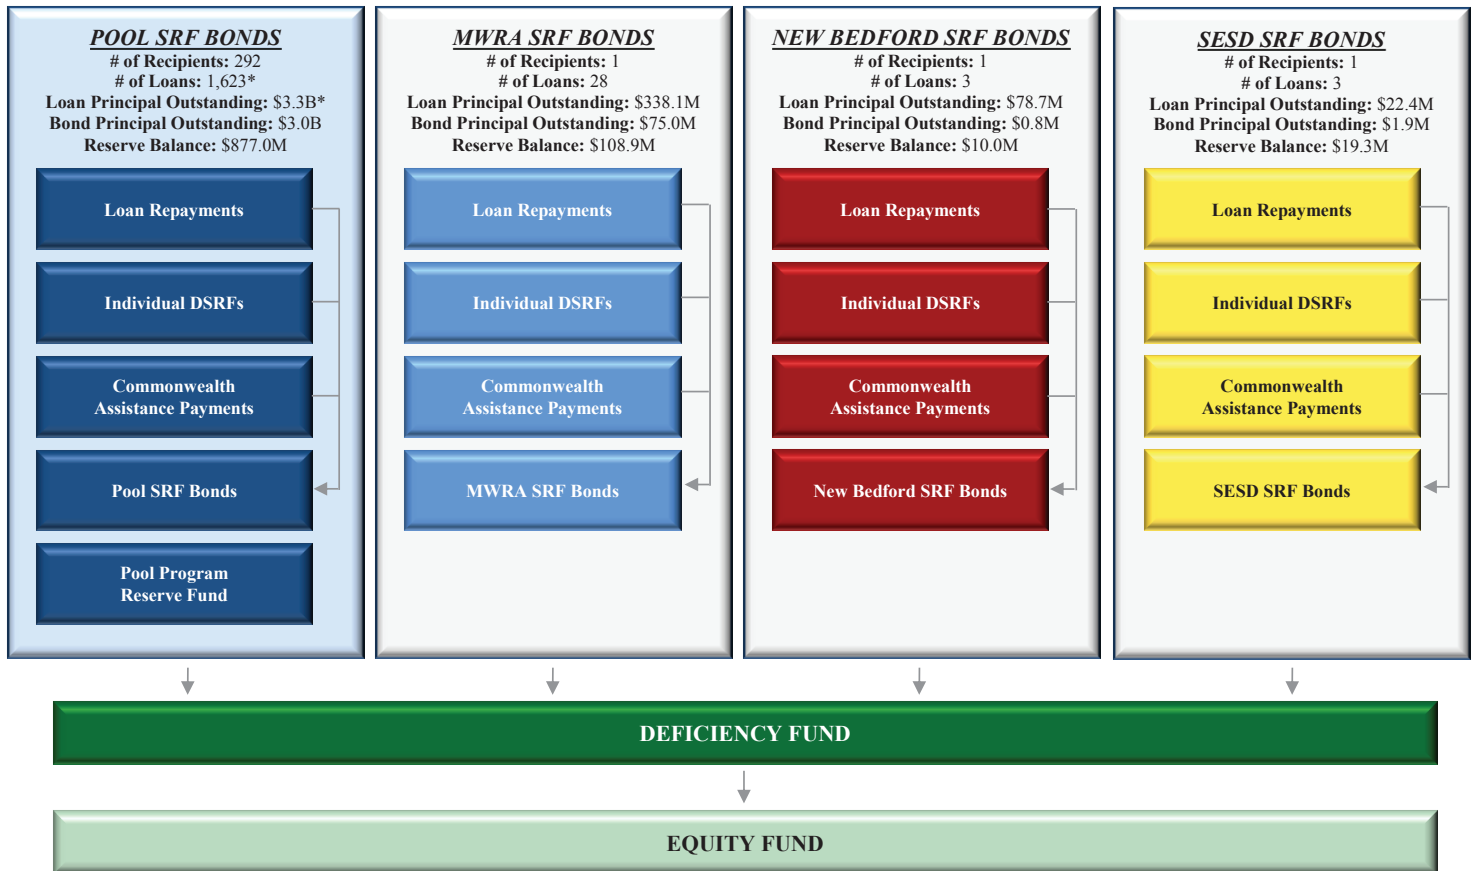 POOL SRF BONDS
# of Recipients: 292
# of Loans: 1,623*
Loan Principal Outstanding: $3.3B*
Bond Principal Outstanding: $3.0B
Reserve Balance: $877.0M
Loan Repayments
Individual DSRFs
Commonwealth
Assistance Payments
Pool SRF Bonds
Pool Program
Reserve Fund
MWRA SRF BONDS
# of Recipients: 1
# of Loans: 28
Loan Principal Outstanding: $338.1M
Bond Principal Outstanding: $75.0M
Reserve Balance: $108.9M
Loan Repayments
Individual DSRFs
Commonwealth
Assistance Payments
MWRA SRF Bonds
NEW BEDFORD SRF BONDS
# of Recipients: 1
# of Loans: 3
Loan Principal Outstanding: $78.7M
Bond Principal Outstanding: $0.8M
Reserve Balance: $10.0M
Loan Repayments
Individual DSRFs
Commonwealth
Assistance Payments
New Bedford SRF Bonds
SESD SRF BONDS
# of Recipients: 1
# of Loans: 3
Loan Principal Outstanding: $22.4M
Bond Principal Outstanding: $1.9M
Reserve Balance: $19.3M
Loan Repayments
Individual DSRFs
Commonwealth
Assistance Payments
SESD SRF Bonds
DEFICIENCY FUND
EQUITY FUND